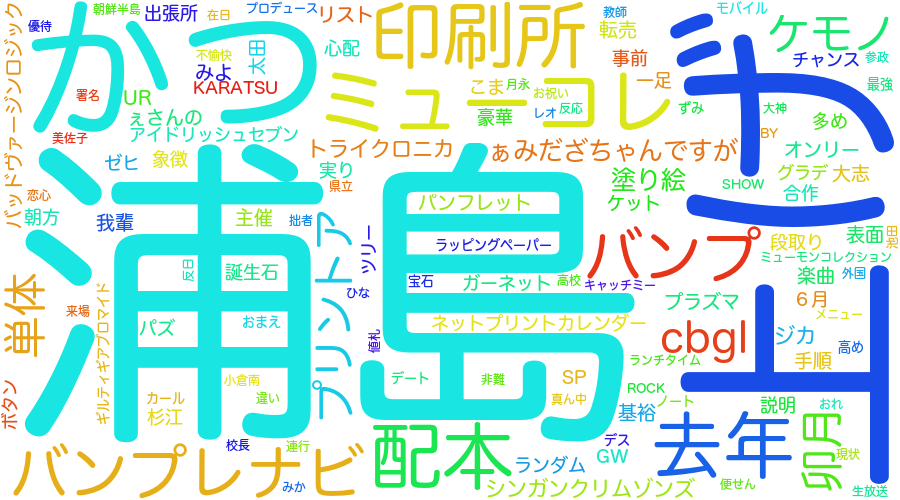 バッドヴァージンロジック
優待
朝鮮半島
出張所
在日
プロデュース
リスト
かつ
印刷所
教師
転売
モバイル
ケモノ
心配
太田
不愉快
みよ
事前
チャンス
参政
署名
UR
KARATSU
ミュコレ
こま
月永
お祝い
一足
最強
ぇさんの
豪華
レオ
反応
ずみ
大神
美佐子
アイドリッシュセブン
BY
多め
ゼヒ
象徴
トライクロニカ
ぁみだざちゃんですが
オンリー
実り
塗り絵
グラデ
大志
恋心
県立
SHOW
合作
朝方
我輩
主催
拙者
パンフレット
ケット
浦
島
プリントア
ツリー
ラッピングペーパー
バンプ
段取り
表面
反日
誕生石
宝石
ガーネット
高校
キャッチミー
ミューモンコレクション
楽曲
外国
単体
来場
ギルティギアブロマイド
ひな
プラズマ
6月
パズ
おまえ
ネットプリントカレンダー
メニュー
値札
cbgl
ジカ
高め
ランチタイム
手順
ボタン
小倉南
デート
非難
SP
ROCK
カール
違い
真ん中
ノート
説明
おれ
杉江
基裕
校長
連行
配本
デス
去年
卯月
GW
現状
バンプレナビ
ランダム
みか
シンガンクリムゾンズ
便せん
生放送